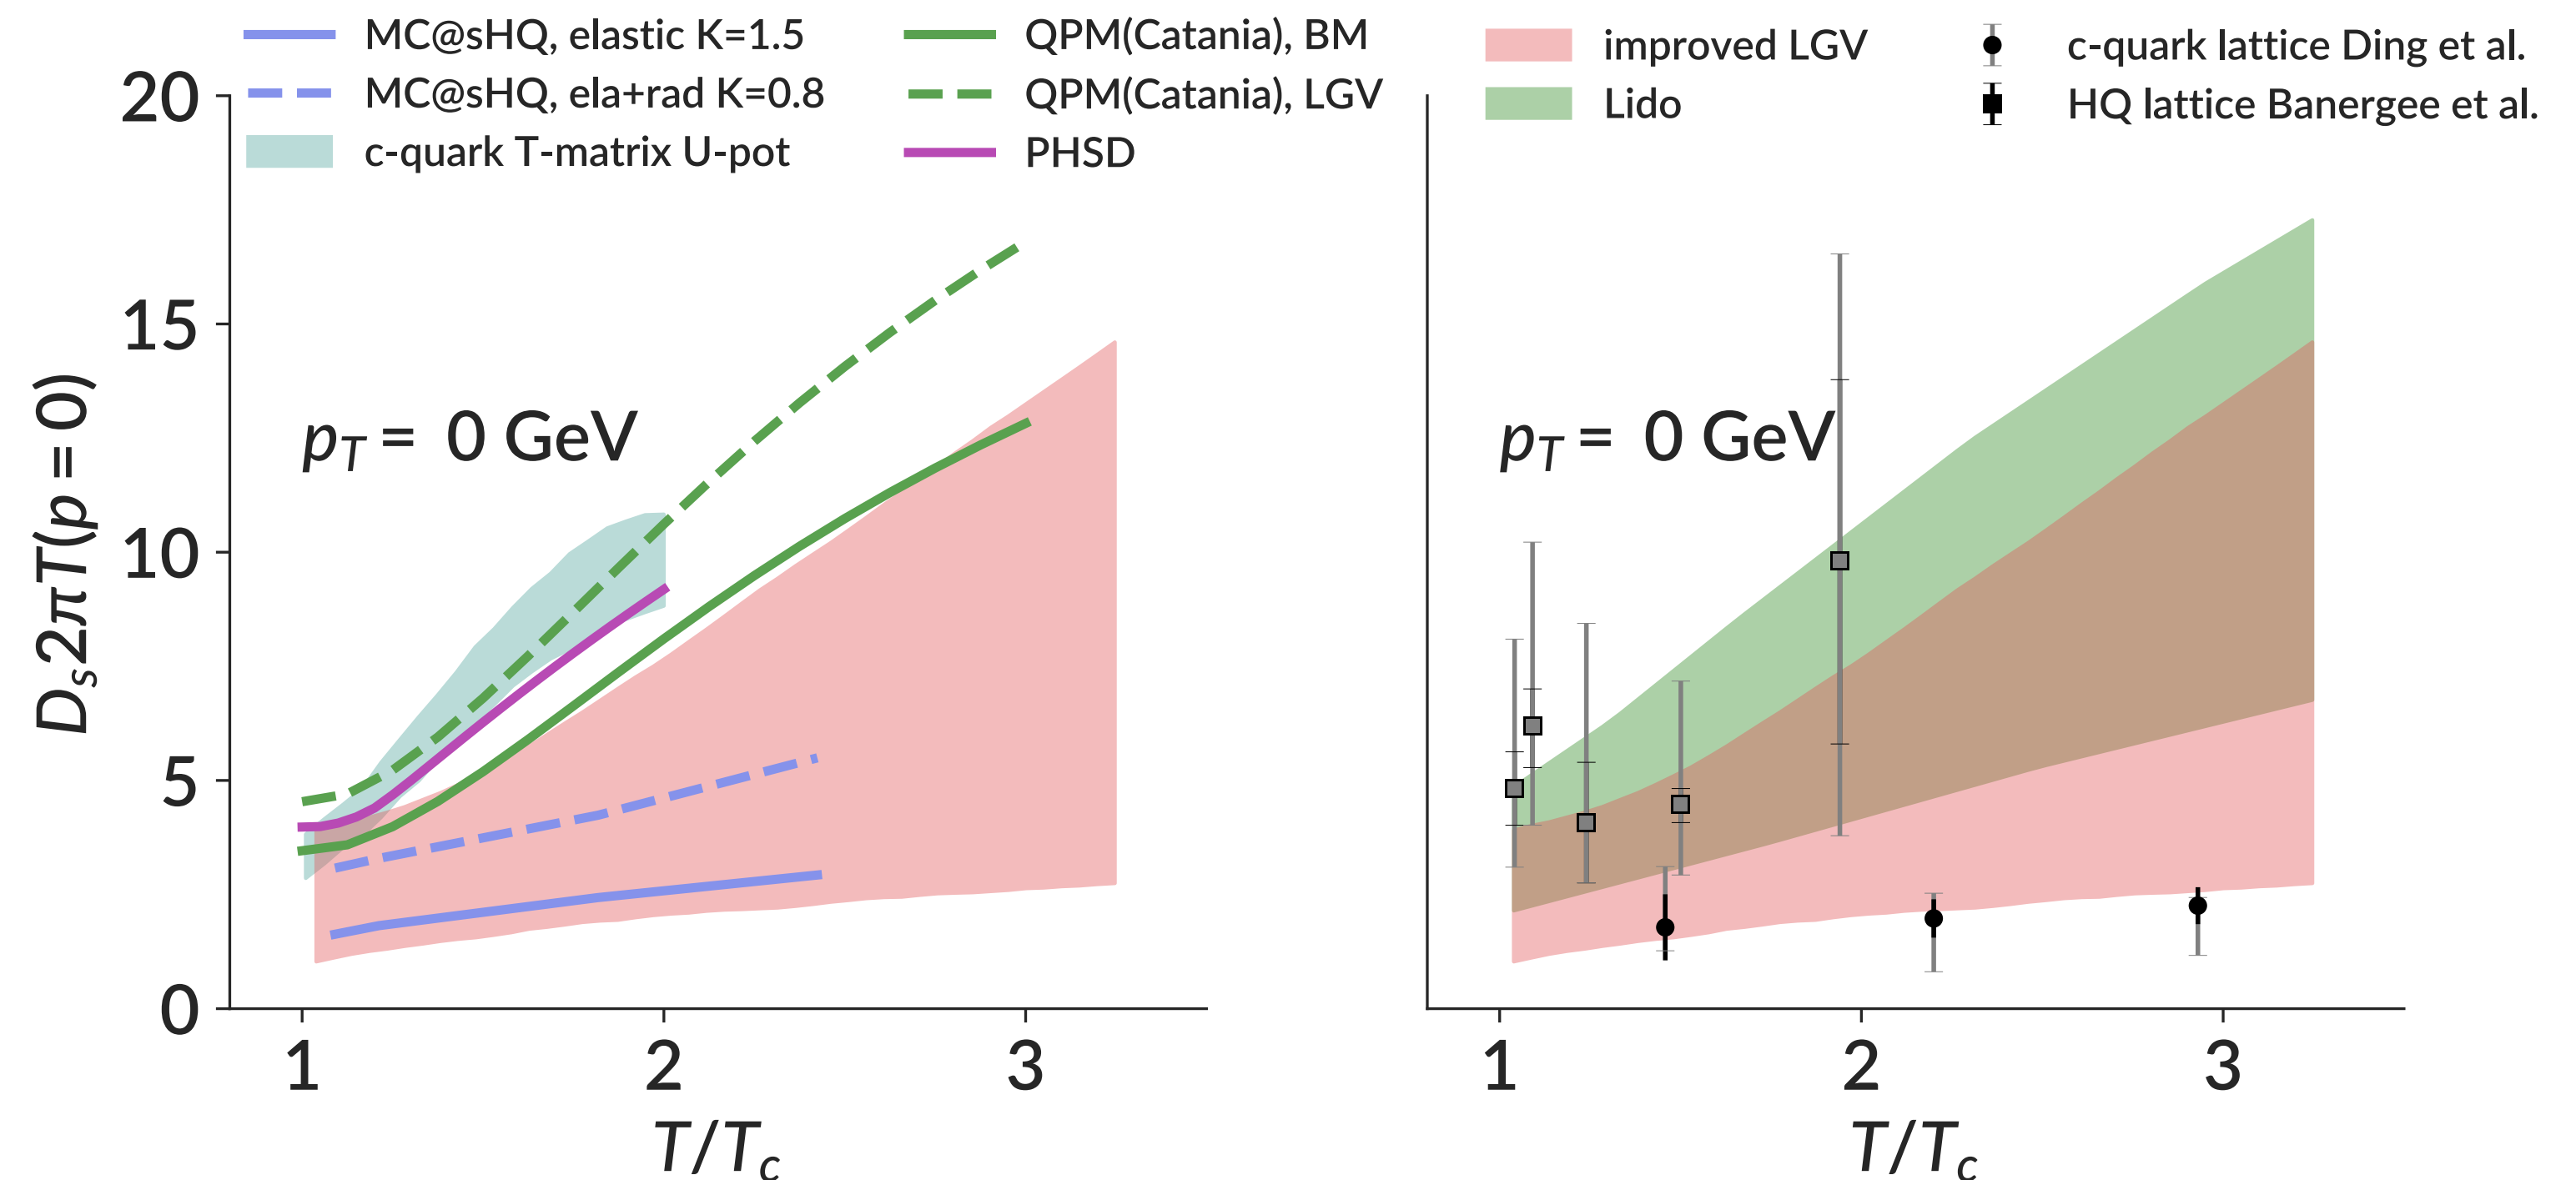 MC@sHQ, elastic K=1.5
MC@sHQ, ela+rad K=0.8
c-quark T-matrix U-pot
QPM(Catania), BM
QPM(Catania), LGV
PHSD
improved LGV
Lido
c-quark lattice Ding et al.
HQ lattice Banergee et al.
D_s2πT(p = 0)
20
15
10
5
0
p_T = 0 GeV
1 2 3
T/T_c
p_T = 0 GeV
1 2 3
T/T_c